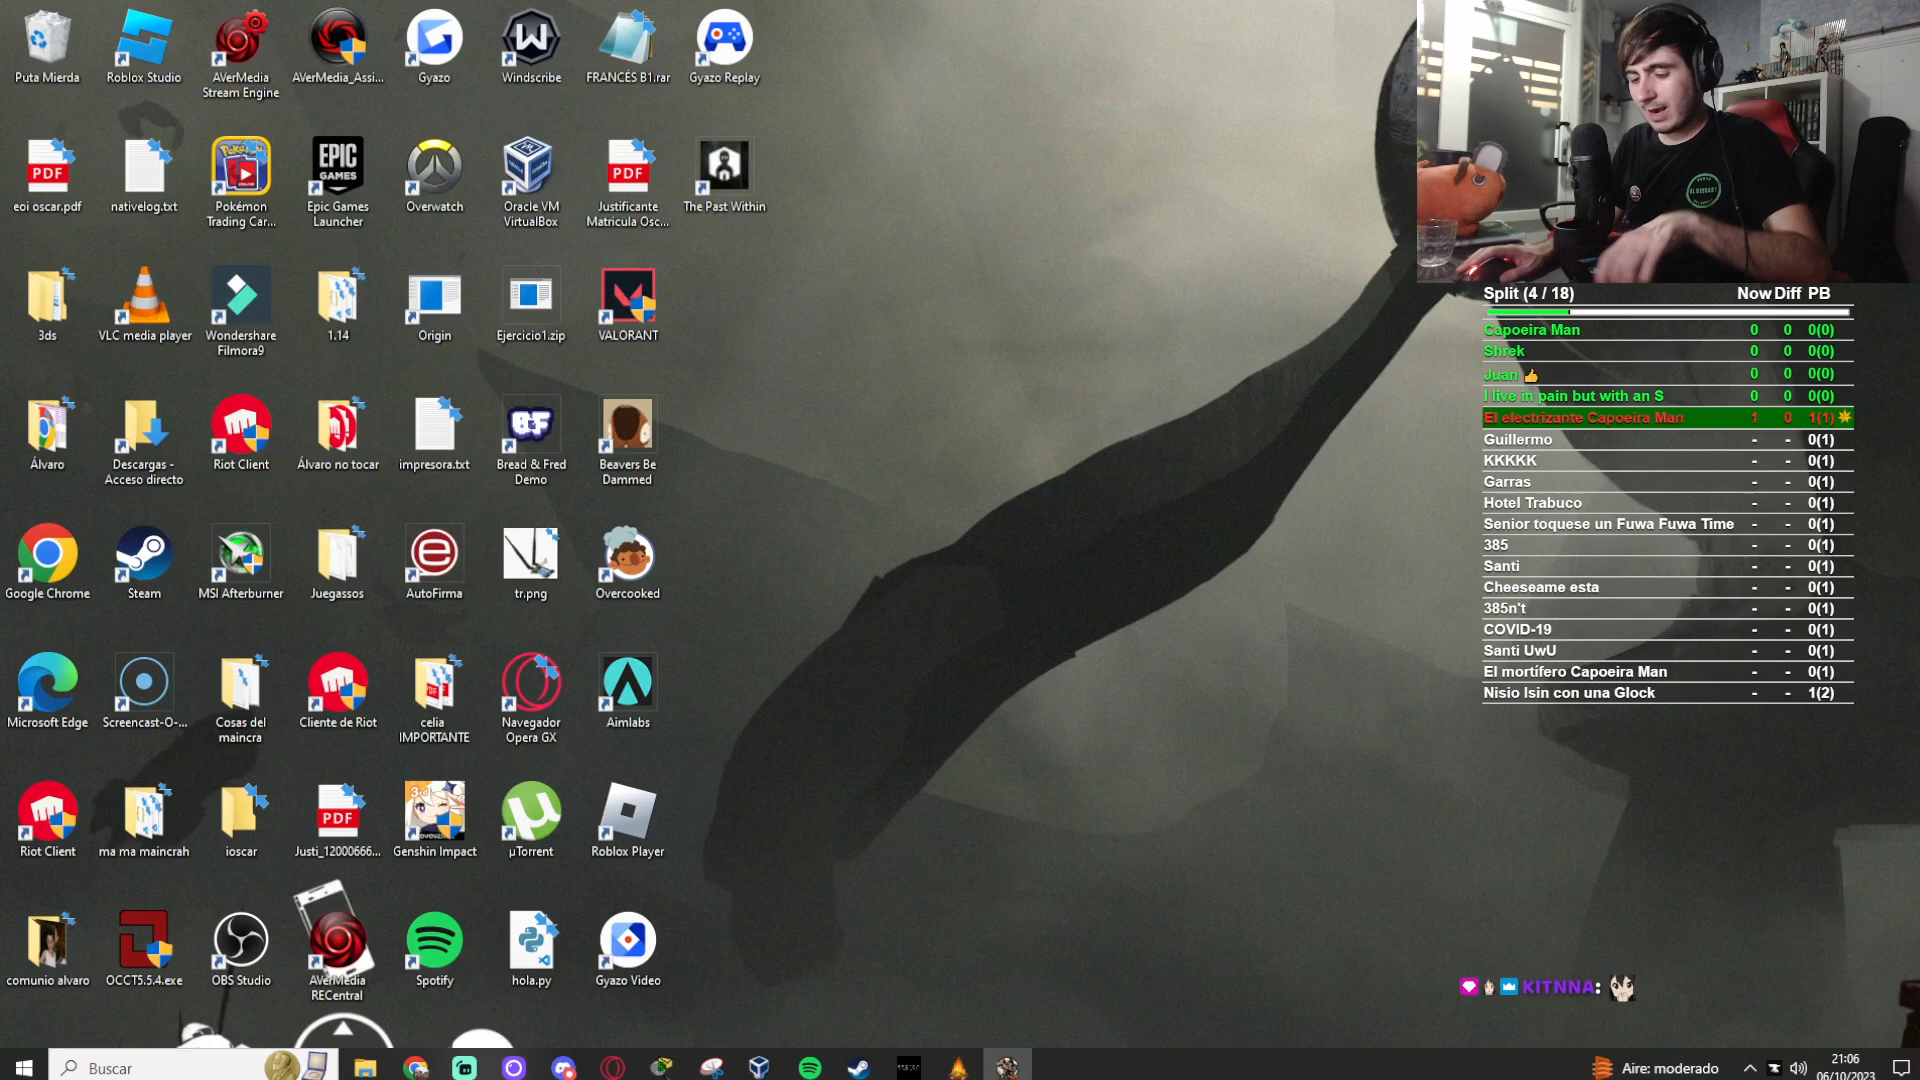 Puta Mierda
Roblox Studio
AVerMedia
Stream Engine
AVerMedia_Assi...
Gyazo
Windscribe
FRANCÉS B1.rar
Gyazo Replay
PDF
eoi oscar.pdf
nativelog.txt
Pokémon
Trading Car...
EPIC
GAMES
Epic Games
Launcher
Overwatch
Oracle VM
VirtualBox
PDF
Justificante
Matricula Osc...
The Past Within
3ds
VLC media player
Wondershare
Filmora9
1.14
Origin
Ejercicio1.zip
VALORANT
Álvaro
Descargas -
Acceso directo
Riot Client
Álvaro no tocar
impresora.txt
BF
Bread & Fred
Demo
Beavers Be
Dammed
Google Chrome
Steam
MSI Afterburner
Juegassos
AutoFirma
tr.png
Overcooked
Microsoft Edge
Screencast-O-...
Cosas del
maincra
Cliente de Riot
celia
IMPORTANTE
Navegador
Opera GX
Aimlabs
Riot Client
ma ma maincrah
ioscar
PDF
Justi_12000666...
Genshin Impact
µTorrent
Roblox Player
comunio alvaro
OCCT5.5.4.exe
OBS Studio
AVerMedia
RECentral
Spotify
hola.py
Gyazo Video
Split (4 / 18) Now Diff PB
Capoeira Man 0 0 0(0)
Shrek 0 0 0(0)
Juan 👍 0 0 0(0)
I live in pain but with an S 0 0 0(0)
El electrizante Capoeira Man 1 0 1(1)
Guillermo - - 0(1)
KKKKK - - 0(1)
Garras - - 0(1)
Hotel Trabuco - - 0(1)
Senior toquese un Fuwa Fuwa Time - - 0(1)
385 - - 0(1)
Santi - - 0(1)
Cheeseame esta - - 0(1)
385n't - - 0(1)
COVID-19 - - 0(1)
Santi UwU - - 0(1)
El mortífero Capoeira Man - - 0(1)
Nisio Isin con una Glock - - 1(2)
KITNNA:
Buscar
Aire: moderado
21:06
06/10/2023